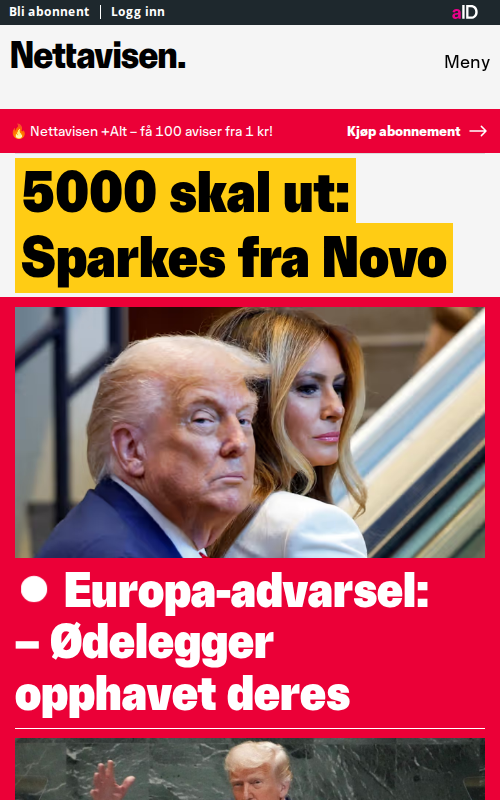 Bli abonnent | Logg inn
aID
Nettavisen.
Meny
🔥 Nettavisen +Alt – få 100 aviser fra 1 kr!
Kjøp abonnement →
5000 skal ut:
Sparkes fra Novo
● Europa-advarsel:
– Ødelegger
opphavet deres